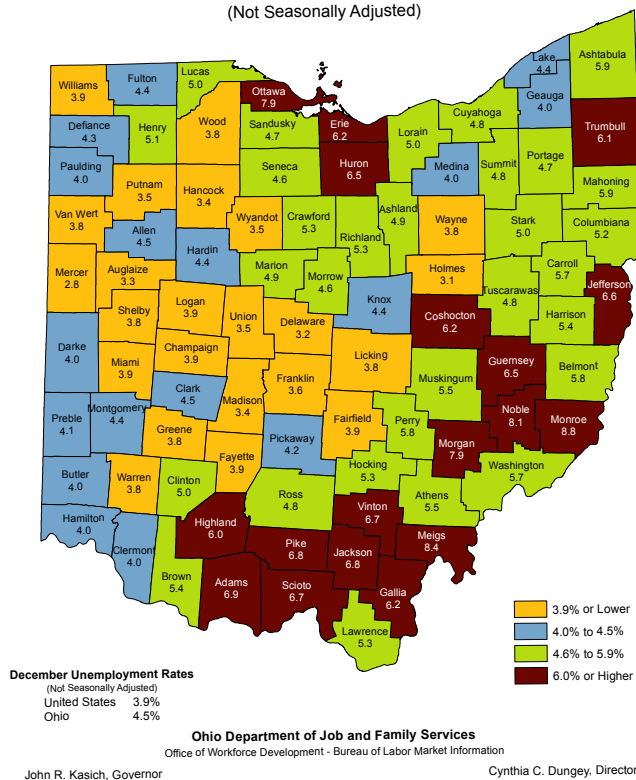 (Not Seasonally Adjusted)
Williams
3.9
Fulton
4.4
Lucas
5.0
Ottawa
7.9
Lake
4.4
Ashtabula
5.9
Geauga
4.0
Defiance
4.3
Henry
5.1
Wood
3.8
Sandusky
4.7
Erie
6.2
Lorain
5.0
Cuyahoga
4.8
Trumbull
6.1
Paulding
4.0
Putnam
3.5
Hancock
3.4
Seneca
4.6
Huron
6.5
Medina
4.0
Summit
4.8
Portage
4.7
Mahoning
5.9
Van Wert
3.8
Allen
4.5
Hardin
4.4
Wyandot
3.5
Crawford
5.3
Richland
5.3
Ashland
4.9
Wayne
3.8
Stark
5.0
Columbiana
5.2
Mercer
2.8
Auglaize
3.3
Marion
4.9
Morrow
4.6
Knox
4.4
Holmes
3.1
Tuscarawas
4.8
Carroll
5.7
Jefferson
6.6
Shelby
3.8
Logan
3.9
Union
3.5
Delaware
3.2
Coshocton
6.2
Harrison
5.4
Darke
4.0
Miami
3.9
Champaign
3.9
Clark
4.5
Madison
3.4
Franklin
3.6
Licking
3.8
Muskingum
5.5
Guernsey
6.5
Belmont
5.8
Preble
4.1
Montgomery
4.4
Greene
3.8
Fayette
3.9
Pickaway
4.2
Fairfield
3.9
Perry
5.8
Morgan
7.9
Noble
8.1
Monroe
8.8
Butler
4.0
Warren
3.8
Clinton
5.0
Ross
4.8
Hocking
5.3
Athens
5.5
Washington
5.7
Hamilton
4.0
Clermont
4.0
Brown
5.4
Highland
6.0
Adams
6.9
Pike
6.8
Scioto
6.7
Vinton
6.7
Jackson
6.8
Meigs
8.4
Gallia
6.2
Lawrence
5.3
3.9% or Lower
4.0% to 4.5%
4.6% to 5.9%
6.0% or Higher
December Unemployment Rates
(Not Seasonally Adjusted)
United States 3.9%
Ohio 4.5%
Ohio Department of Job and Family Services
Office of Workforce Development - Bureau of Labor Market Information
John R. Kasich, Governor
Cynthia C. Dungey, Director